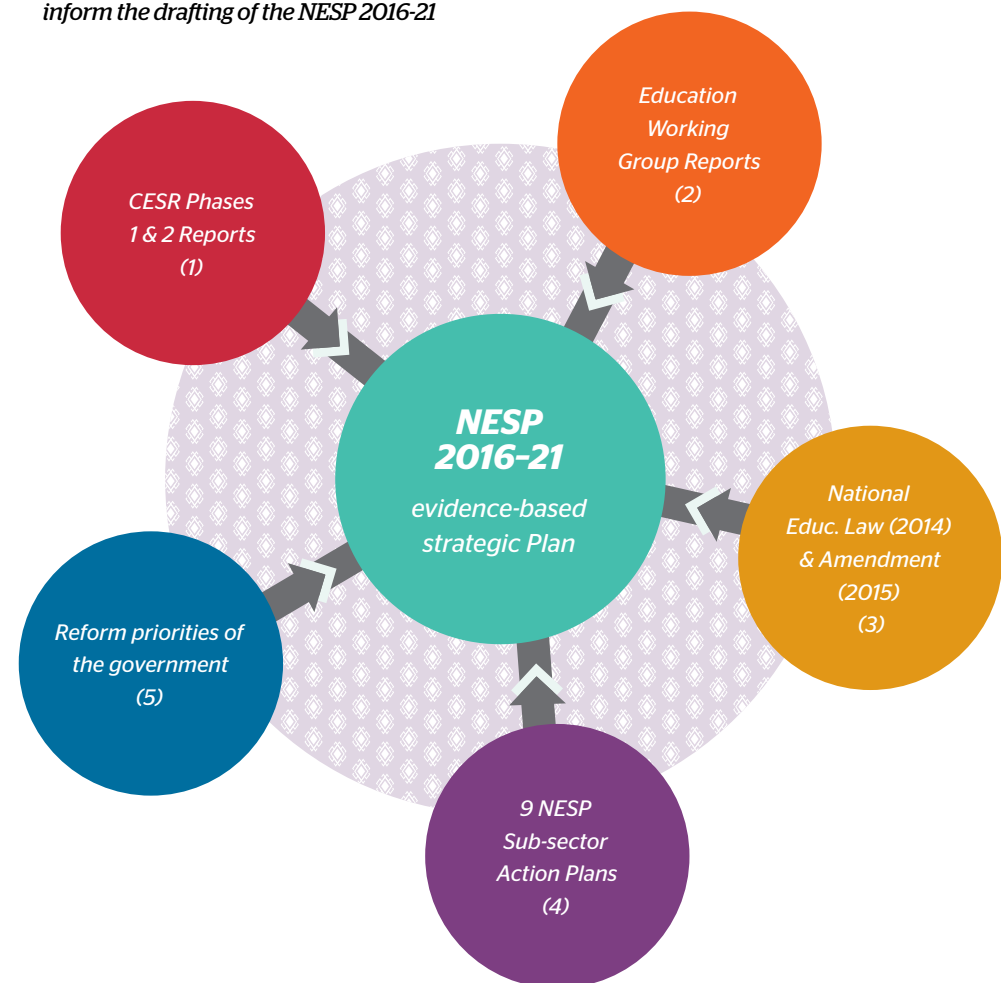 inform the drafting of the NESP 2016-21
CESR Phases
1 & 2 Reports
(1)
Education
Working
Group Reports
(2)
NESP
2016–21
evidence-based
strategic Plan
National
Educ. Law (2014)
& Amendment
(2015)
(3)
9 NESP
Sub-sector
Action Plans
(4)
Reform priorities of
the government
(5)